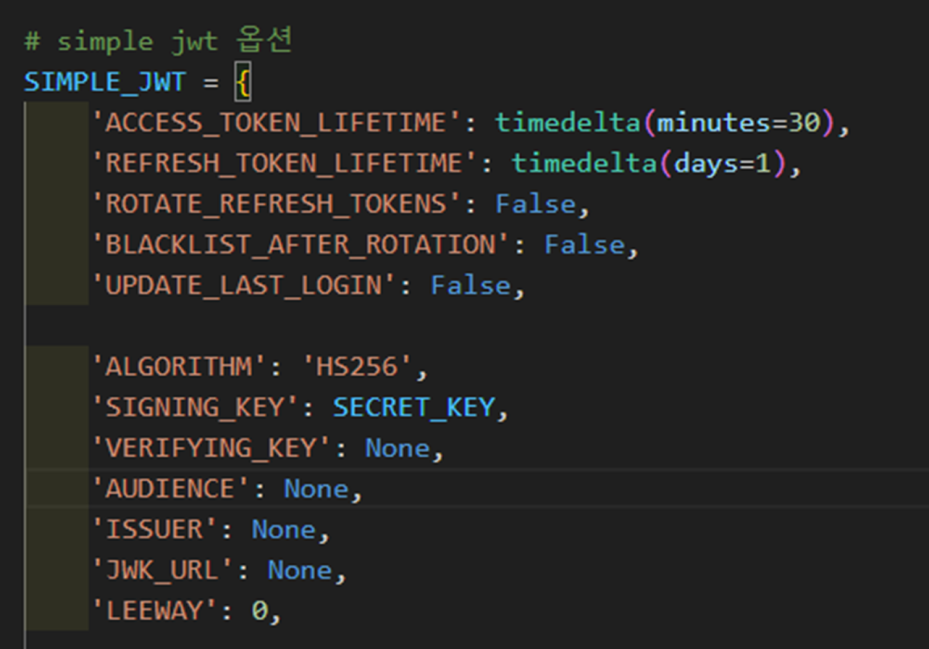 # simple jwt 옵션
SIMPLE_JWT = {
'ACCESS_TOKEN_LIFETIME': timedelta(minutes=30),
'REFRESH_TOKEN_LIFETIME': timedelta(days=1),
'ROTATE_REFRESH_TOKENS': False,
'BLACKLIST_AFTER_ROTATION': False,
'UPDATE_LAST_LOGIN': False,
'ALGORITHM': 'HS256',
'SIGNING_KEY': SECRET_KEY,
'VERIFYING_KEY': None,
'AUDIENCE': None,
'ISSUER': None,
'JWK_URL': None,
'LEEWAY': 0,